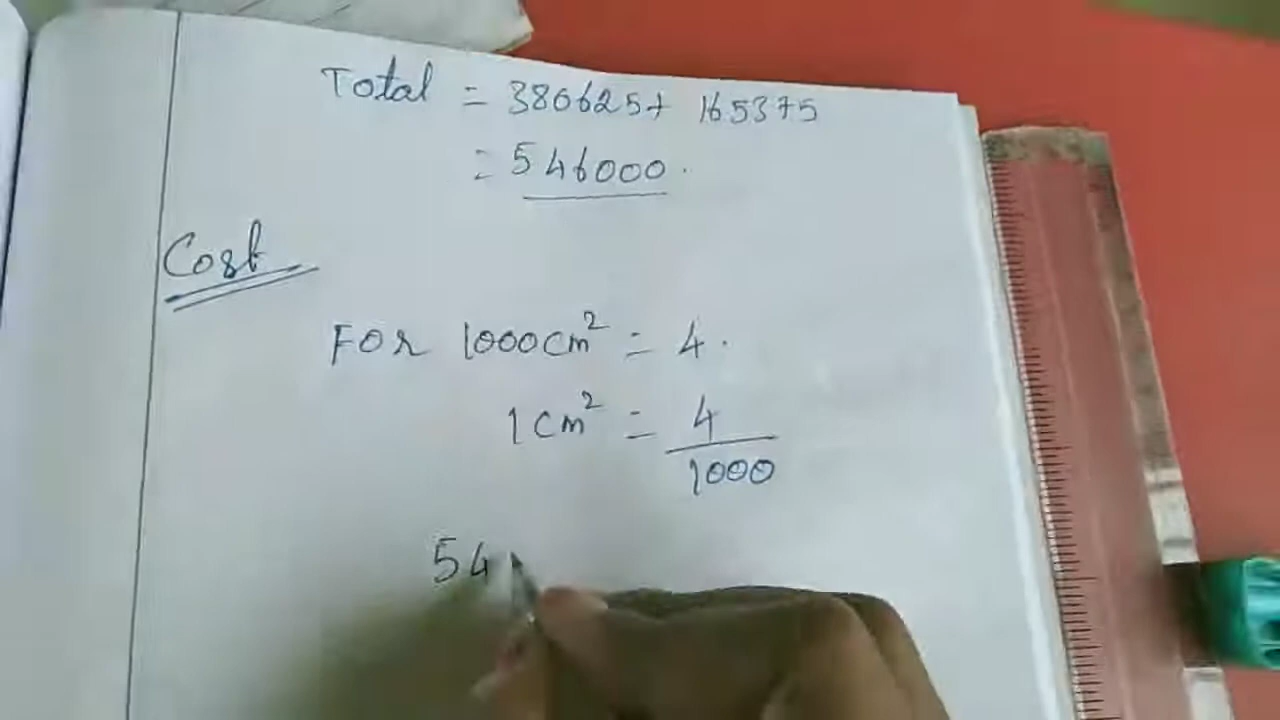 Total = 380625+ 165375
= 546000.
Cost
For 1000cm² = 4.
1cm² = 4/1000
54